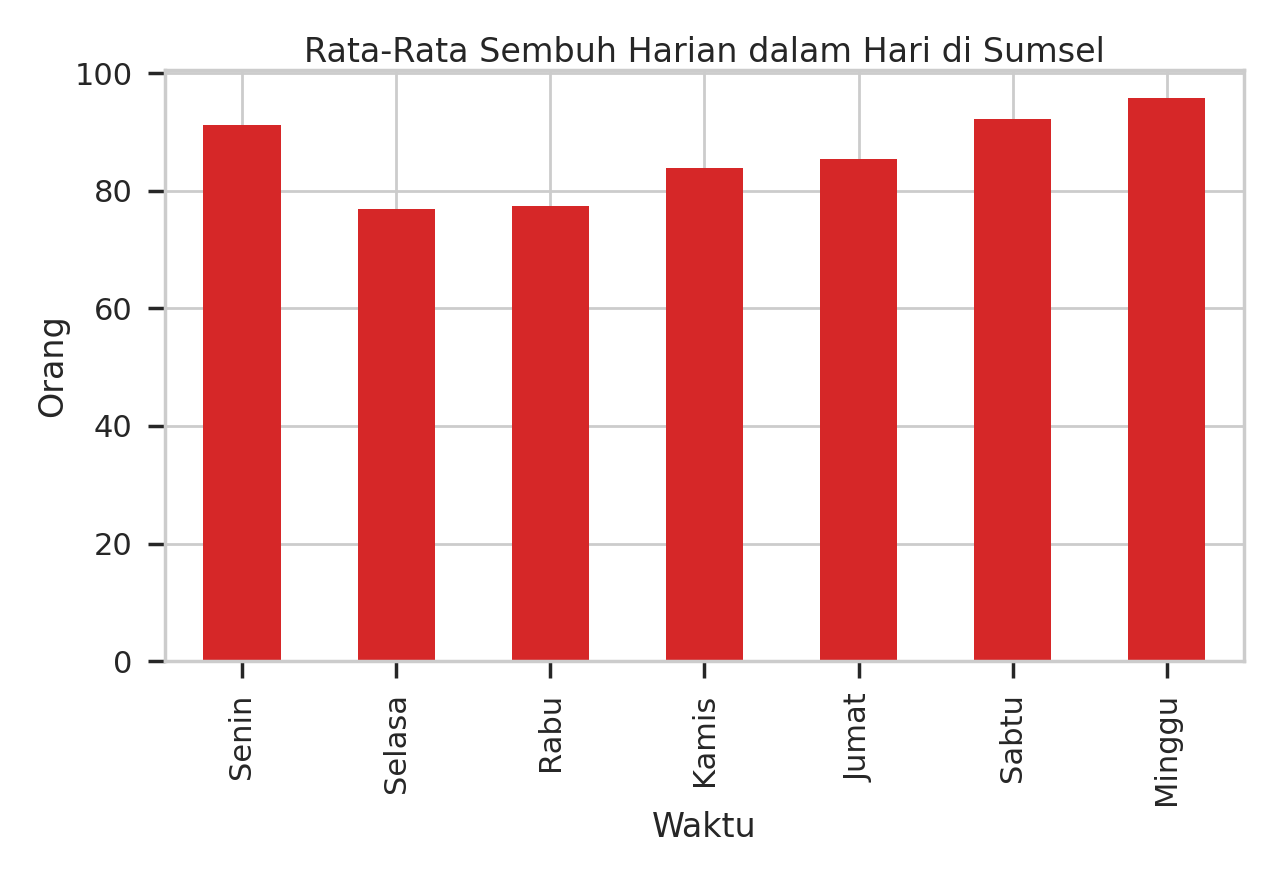 Rata-Rata Sembuh Harian dalam Hari di Sumsel
100
80
60
40
20
0
Orang
Senin
Selasa
Rabu
Kamis
Jumat
Sabtu
Minggu
Waktu